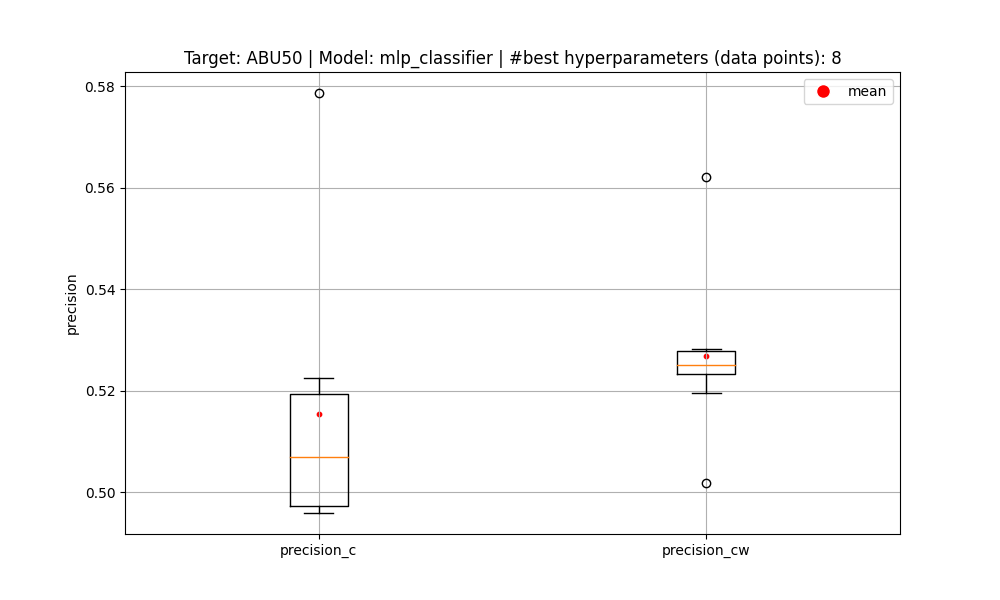 Target: ABU50 | Model: mlp_classifier | #best hyperparameters (data points): 8
mean
precision
0.58
0.56
0.54
0.52
0.50
precision_c
precision_cw